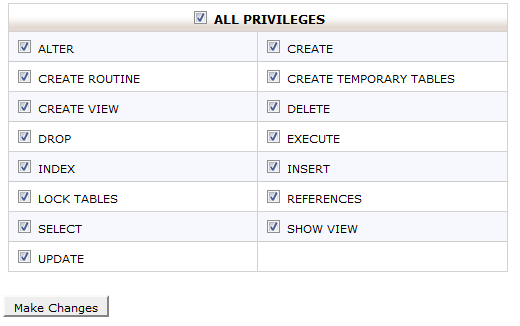 ALL PRIVILEGES
ALTER CREATE
CREATE ROUTINE CREATE TEMPORARY TABLES
CREATE VIEW DELETE
DROP EXECUTE
INDEX INSERT
LOCK TABLES REFERENCES
SELECT SHOW VIEW
UPDATE
Make Changes